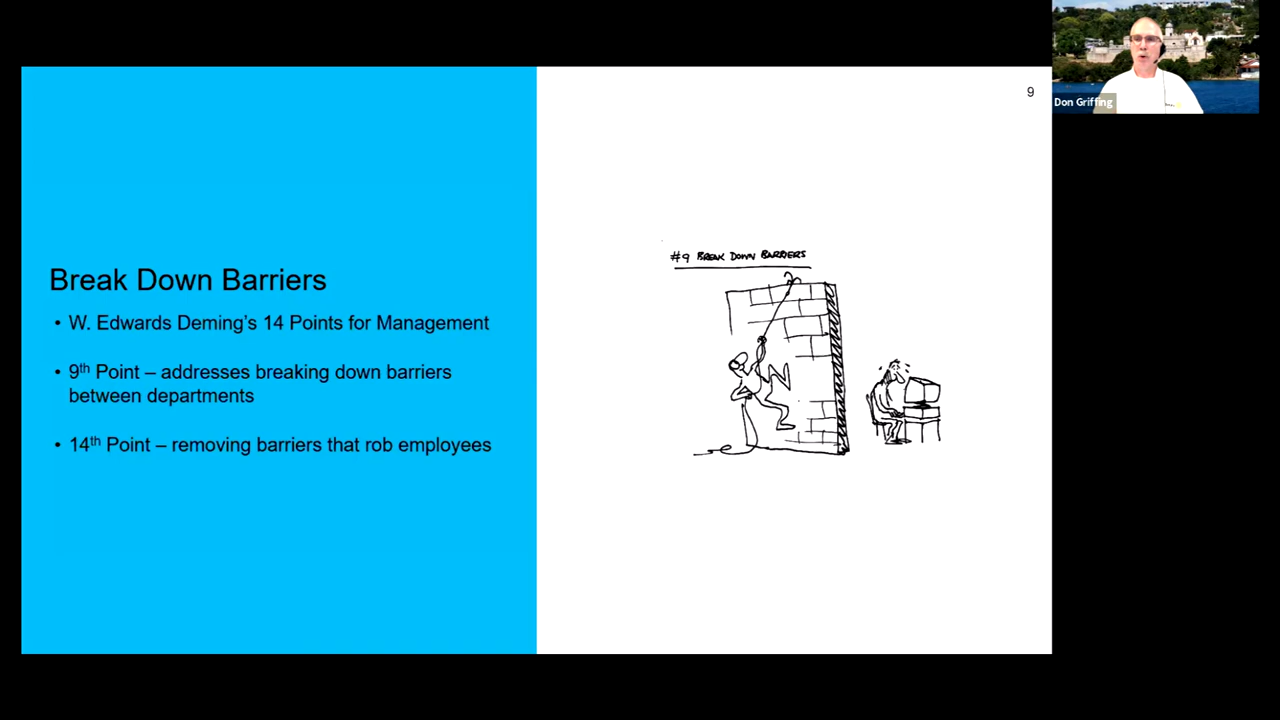 Break Down Barriers
• W. Edwards Deming’s 14 Points for Management
• 9th Point – addresses breaking down barriers
between departments
• 14th Point – removing barriers that rob employees
9
#9 BREAK DOWN BARRIERS
Don Griffing